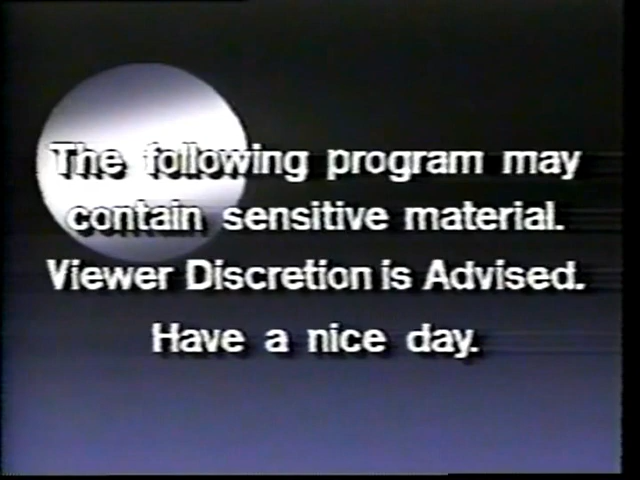 The following program may
contain sensitive material.
Viewer Discretion is Advised.
Have a nice day.